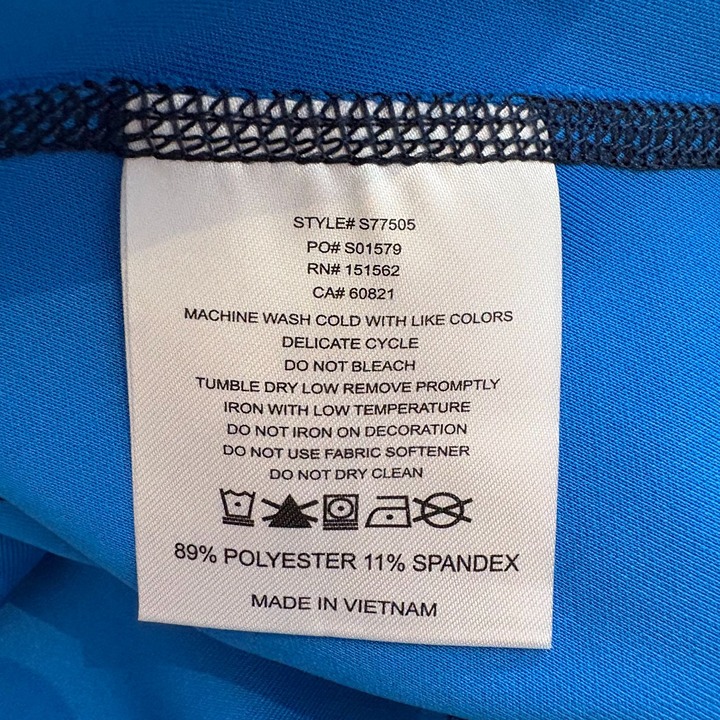 STYLE# S77505
PO# S01579
RN# 151562
CA# 60821
MACHINE WASH COLD WITH LIKE COLORS
DELICATE CYCLE
DO NOT BLEACH
TUMBLE DRY LOW REMOVE PROMPTLY
IRON WITH LOW TEMPERATURE
DO NOT IRON ON DECORATION
DO NOT USE FABRIC SOFTENER
DO NOT DRY CLEAN
89% POLYESTER 11% SPANDEX
MADE IN VIETNAM